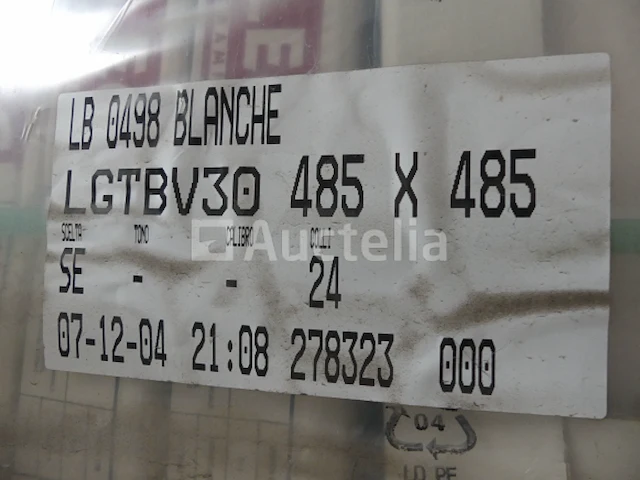 LB 0498 BLANCHE
LGTBV30 485 X 485
SCELTA TONO CALIBRO COLLI
SE - - 24
Auctelia
07-12-04 21:08 278323 000
04
LD PE